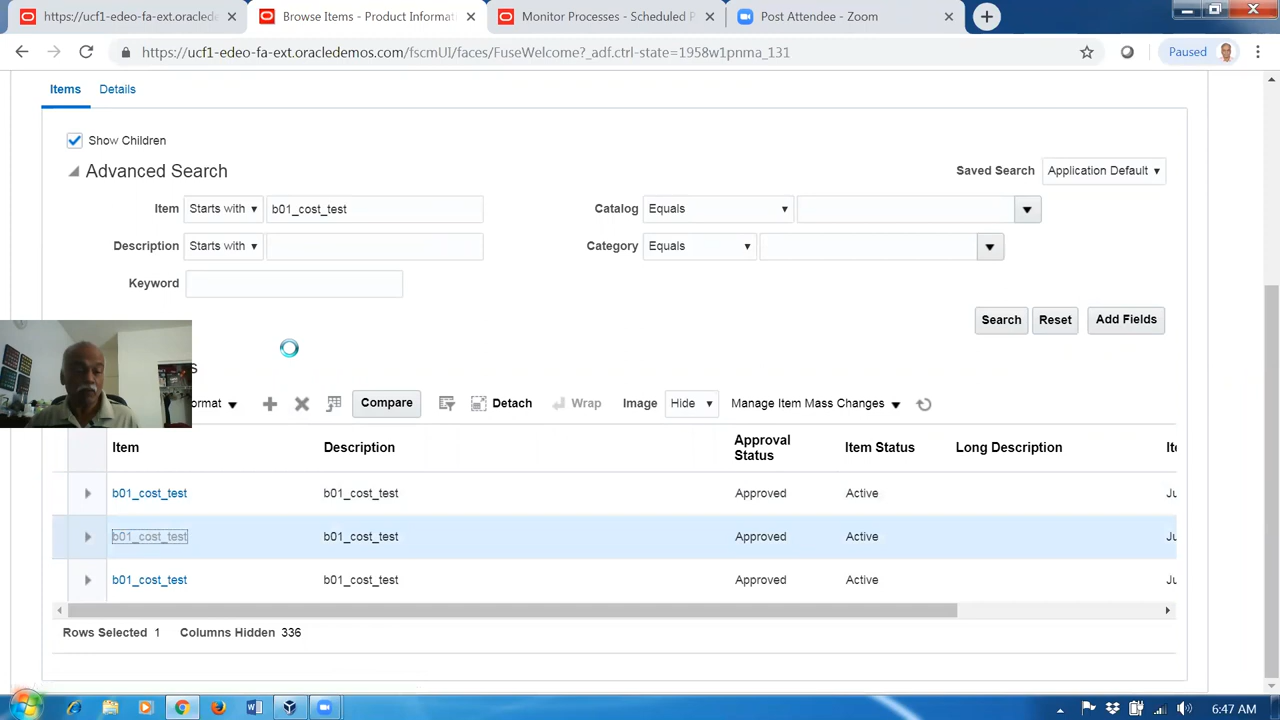 https://ucf1-edeo-fa-ext.oracled
Browse Items - Product Informat
Processes - Scheduled P
Attendee - Zoom
https://ucf1-edeo-fa-ext.oracledemos.com/fscmUI/faces/FuseWelcome?_adf.ctrl-state=1958w1pnma_131
Paused
Items Details
Show Children
Advanced Search
Saved Search Application Default
Item Starts with b01_cost_test Catalog Equals
Description Starts with Category Equals
Keyword
Search Reset Add Fields
Compare Detach Wrap Image Hide Manage Item Mass Changes
Item Description Approval Status Item Status Long Description
b01_cost_test b01_cost_test Approved Active
b01_cost_test b01_cost_test Approved Active
b01_cost_test b01_cost_test Approved Active
Rows Selected 1 Columns Hidden 336
6:47 AM